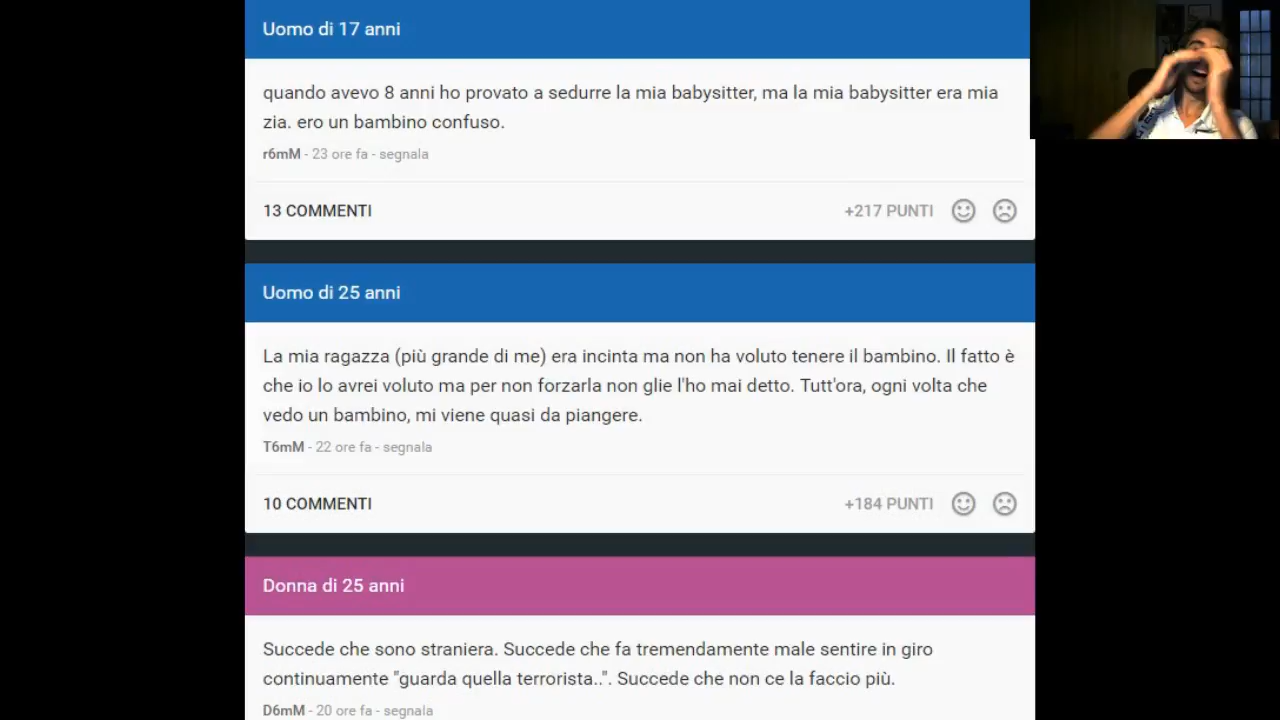 Uomo di 17 anni
quando avevo 8 anni ho provato a sedurre la mia babysitter, ma la mia babysitter era mia
zia. ero un bambino confuso.
r6mM - 23 ore fa - segnala
13 COMMENTI +217 PUNTI
Uomo di 25 anni
La mia ragazza (più grande di me) era incinta ma non ha voluto tenere il bambino. Il fatto è
che io lo avrei voluto ma per non forzarla non glie l'ho mai detto. Tutt'ora, ogni volta che
vedo un bambino, mi viene quasi da piangere.
T6mM - 22 ore fa - segnala
10 COMMENTI +184 PUNTI
Donna di 25 anni
Succede che sono straniera. Succede che fa tremendamente male sentire in giro
continuamente "guarda quella terrorista..". Succede che non ce la faccio più.
D6mM - 20 ore fa - segnala